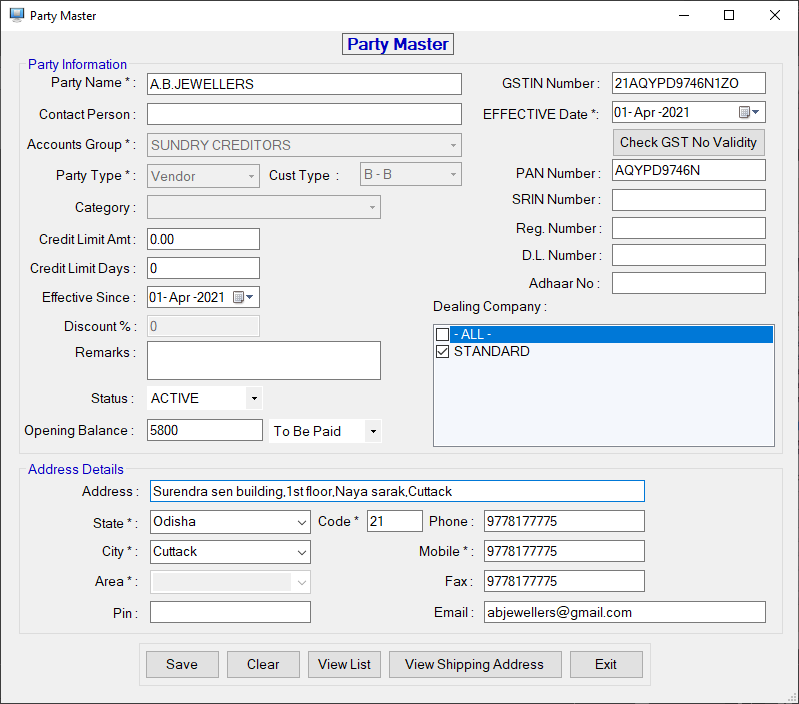 Party Master
Party Master
Party Information
Party Name * : A.B.JEWELLERS
GSTIN Number : 21AQYPD9746N1ZO
Contact Person :
EFFECTIVE Date *: 01- Apr -2021
Accounts Group * : SUNDRY CREDITORS
Check GST No Validity
Party Type * : Vendor Cust Type : B - B
PAN Number : AQYPD9746N
Category :
SRIN Number :
Reg. Number :
Credit Limit Amt : 0.00
D.L. Number :
Credit Limit Days : 0
Adhaar No :
Effective Since : 01- Apr -2021
Dealing Company :
Discount % : 0
- ALL -
Remarks :
STANDARD
Status : ACTIVE
Opening Balance : 5800 To Be Paid
Address Details
Address : Surendra sen building,1st floor,Naya sarak,Cuttack
State * : Odisha Code * 21 Phone : 9778177775
City * : Cuttack Mobile * : 9778177775
Area * : Fax : 9778177775
Pin : Email : abjewellers@gmail.com
Save Clear View List View Shipping Address Exit